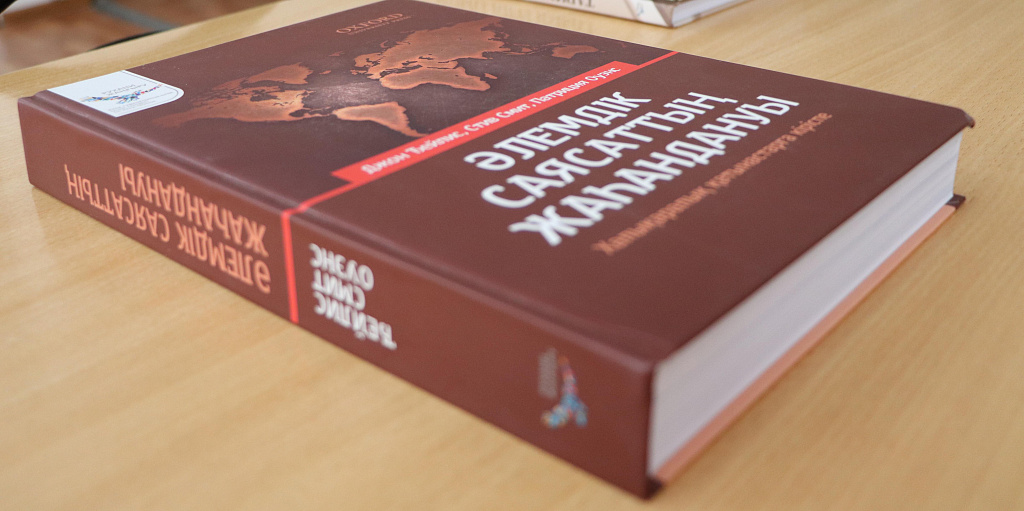 OXFORD
Джон Бейлис, Стив Смит, Патриция Оуэнс
ӘЛЕМДІК
САЯСАТТЫҢ
ЖАҺАНДАНУЫ
Халықаралық қатынастарға кіріспе
ӘЛЕМДІК САЯСАТТЫҢ
ЖАҺАНДАНУЫ
БЕЙЛИС
СМИТ
ОУЭНС